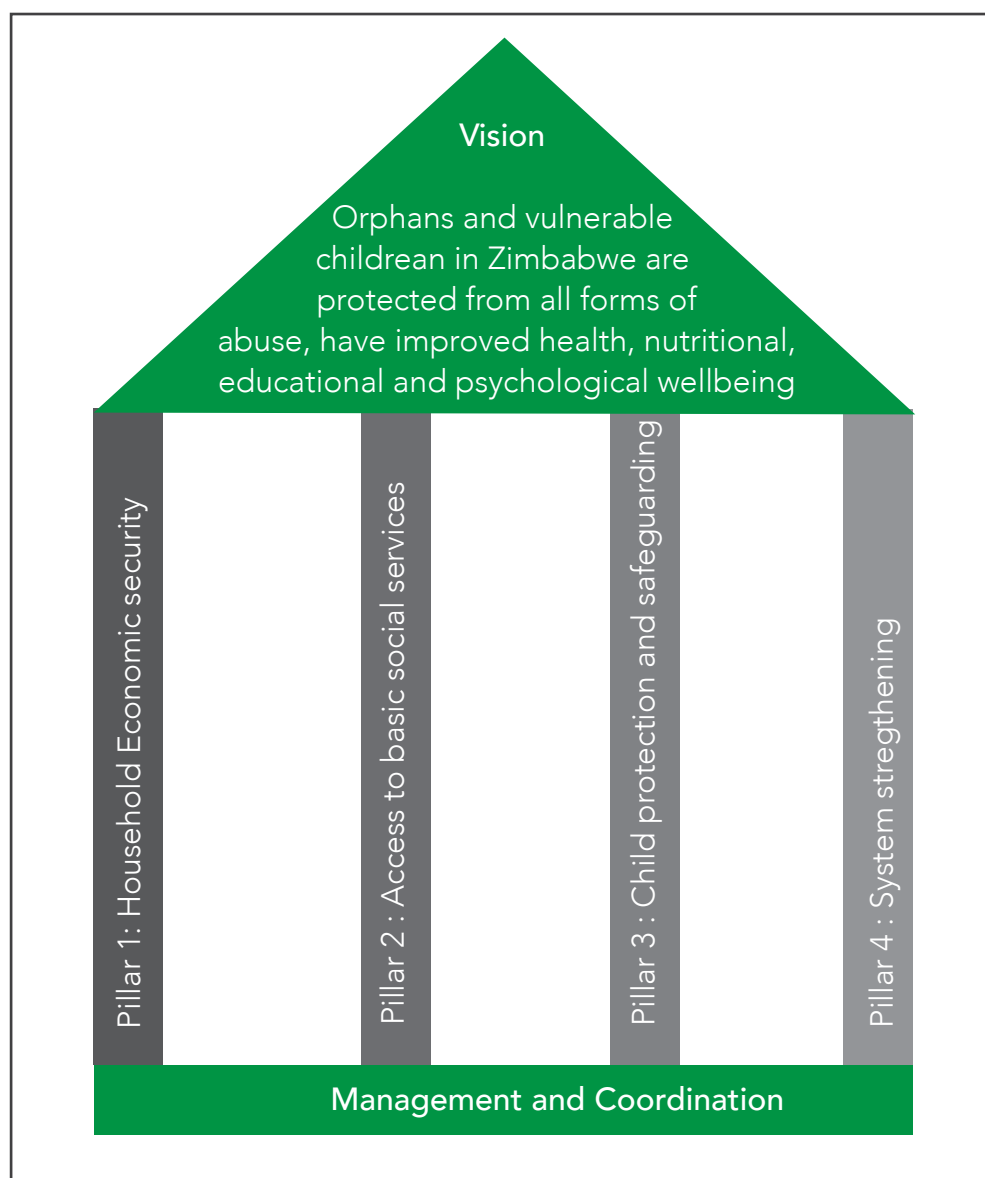 Vision
Orphans and vulnerable
childrean in Zimbabwe are
protected from all forms of
abuse, have improved health, nutritional,
educational and psychological wellbeing
Pillar 1: Household Economic security
Pillar 2 : Access to basic social services
Pillar 3 : Child protection and safeguarding
Pillar 4 : System stregthening
Management and Coordination